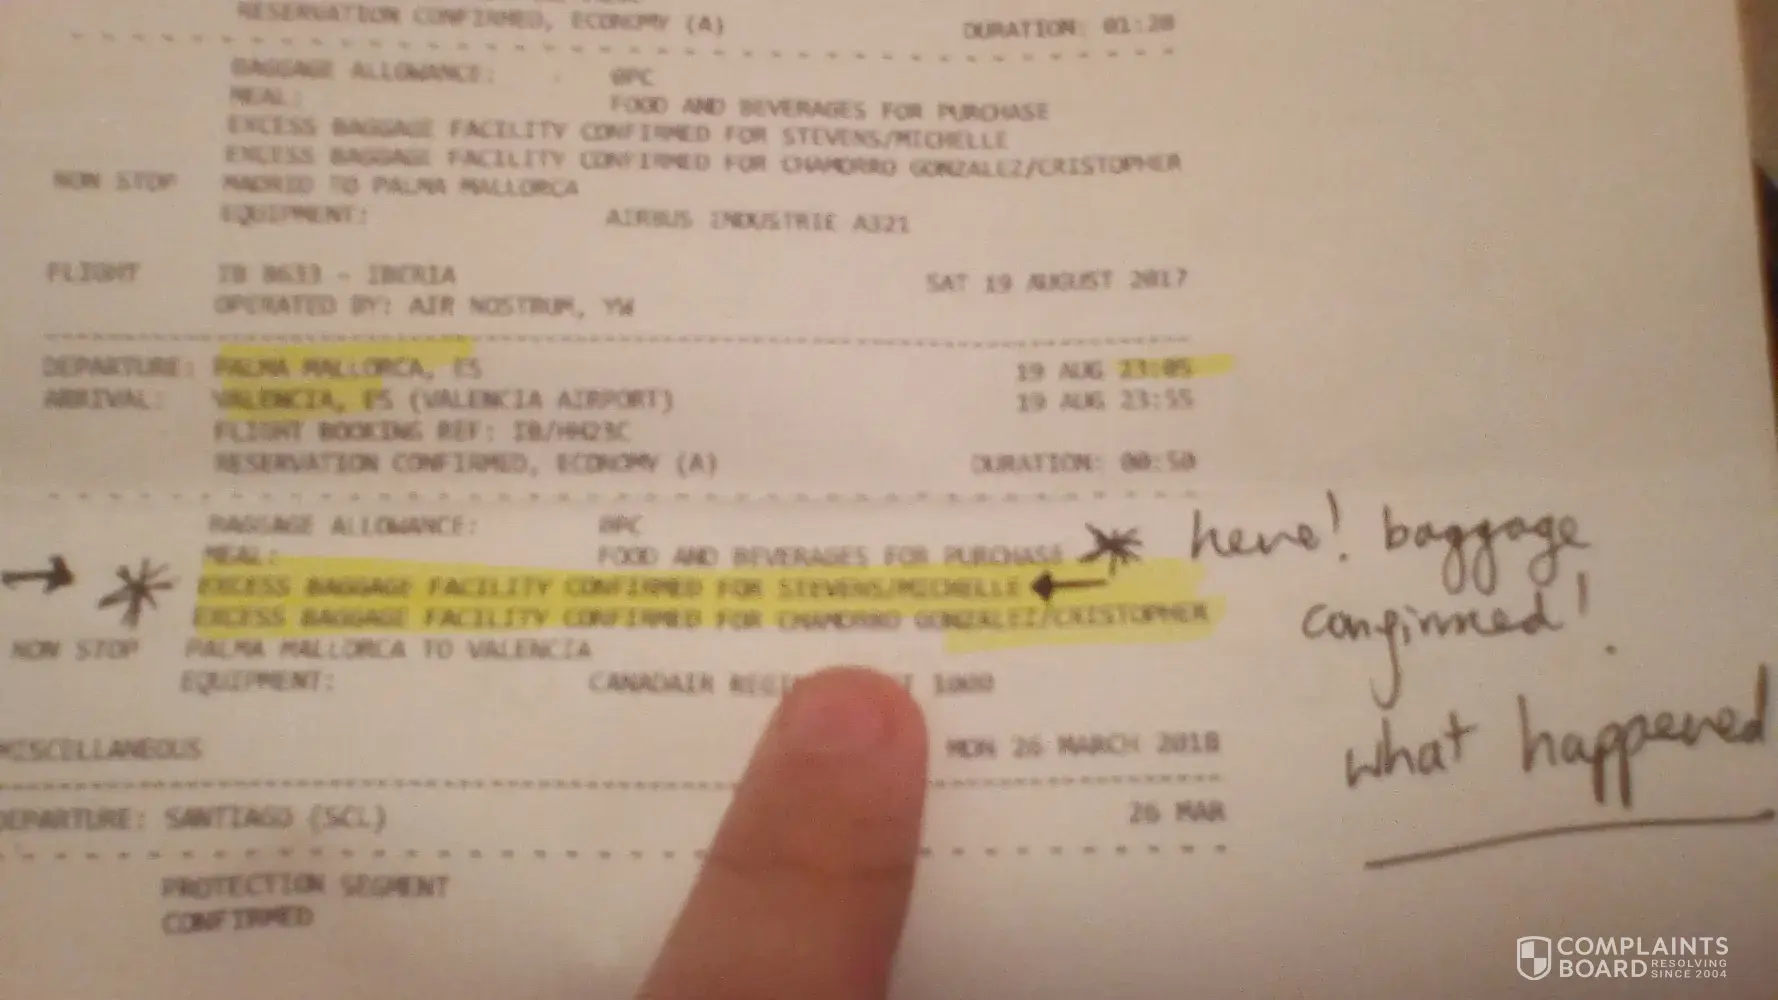 RESERVATION CONFIRMED, ECONOMY (A) DURATION: 01:20
BAGGAGE ALLOWANCE: 0PC
MEAL: FOOD AND BEVERAGES FOR PURCHASE
EXCESS BAGGAGE FACILITY CONFIRMED FOR STEVENS/MICHELLE
EXCESS BAGGAGE FACILITY CONFIRMED FOR CHAMORRO GONZALEZ/CRISTOPHER
NON STOP MADRID TO PALMA MALLORCA
EQUIPMENT: AIRBUS INDUSTRIE A321
FLIGHT IB 8633 - IBERIA SAT 19 AUGUST 2017
OPERATED BY: AIR NOSTRUM, YW
DEPARTURE: PALMA MALLORCA, ES 19 AUG 23:05
ARRIVAL: VALENCIA, ES (VALENCIA AIRPORT) 19 AUG 23:55
FLIGHT BOOKING REF: IB/HH23C
RESERVATION CONFIRMED, ECONOMY (A) DURATION: 00:50
BAGGAGE ALLOWANCE: 0PC
MEAL: FOOD AND BEVERAGES FOR PURCHASE
here! baggage
EXCESS BAGGAGE FACILITY CONFIRMED FOR STEVENS/MICHELLE
EXCESS BAGGAGE FACILITY CONFIRMED FOR CHAMORRO GONZALEZ/CRISTOPHER
confirmed!.
NON STOP PALMA MALLORCA TO VALENCIA
EQUIPMENT: CANADAIR 1000
what happened
MISCELLANEOUS MON 26 MARCH 2018
DEPARTURE: SANTIAGO (SCL) 26 MAR
PROTECTION SEGMENT
CONFIRMED
COMPLAINTS
BOARD RESOLVING
SINCE 2004